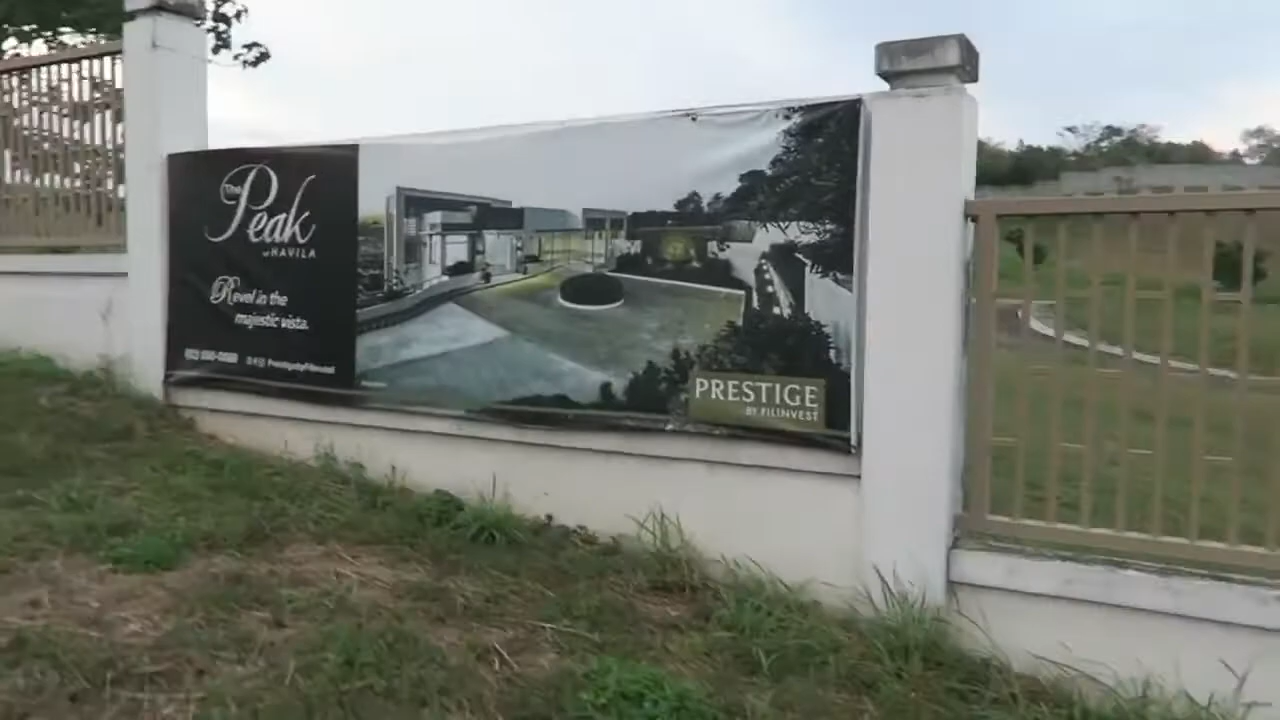 The
Peak
at HAVILA
Revel in the
majestic vista.
PRESTIGE
BY FILINVEST